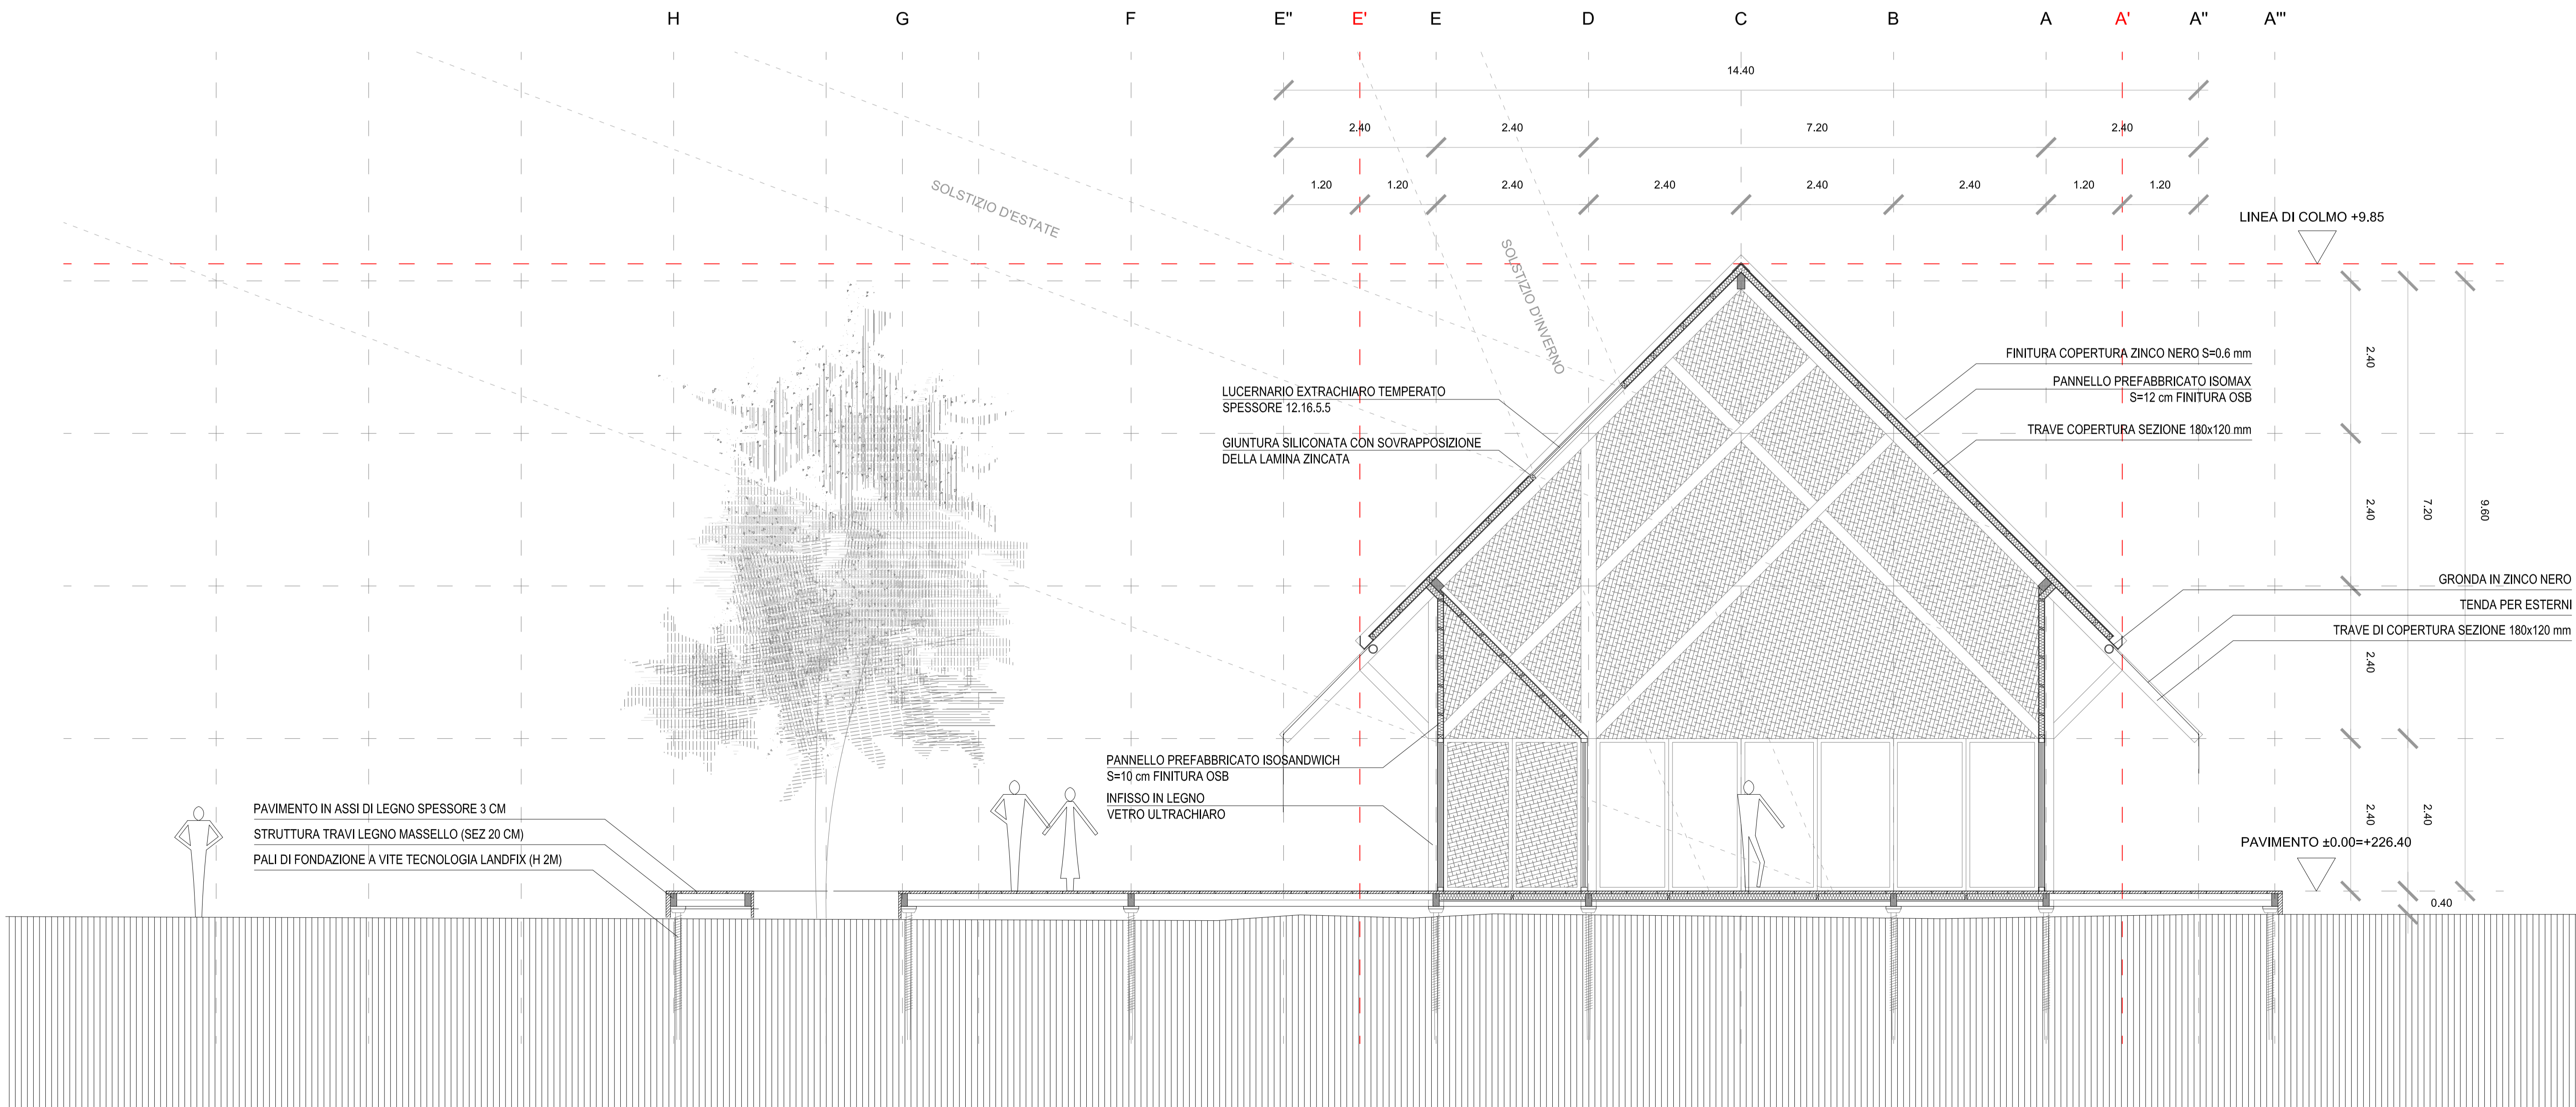 H G F E" E' E D C B A A' A" A'"
14.40
2.40 2.40 7.20 2.40
1.20 1.20 2.40 2.40 2.40 2.40 1.20 1.20
SOLSTIZIO D'ESTATE
SOLSTIZIO D'INVERNO
LINEA DI COLMO +9.85
LUCERNARIO EXTRACHIARO TEMPERATO
SPESSORE 12.16.5.5
GIUNTURA SILICONATA CON SOVRAPPOSIZIONE
DELLA LAMINA ZINCATA
FINITURA COPERTURA ZINCO NERO S=0.6 mm
PANNELLO PREFABBRICATO ISOMAX
S=12 cm FINITURA OSB
TRAVE COPERTURA SEZIONE 180x120 mm
2.40
2.40 7.20 9.60
GRONDA IN ZINCO NERO
TENDA PER ESTERNI
TRAVE DI COPERTURA SEZIONE 180x120 mm
2.40
PANNELLO PREFABBRICATO ISOSANDWICH
S=10 cm FINITURA OSB
INFISSO IN LEGNO
VETRO ULTRACHIARO
PAVIMENTO IN ASSI DI LEGNO SPESSORE 3 CM
STRUTTURA TRAVI LEGNO MASSELLO (SEZ 20 CM)
PALI DI FONDAZIONE A VITE TECNOLOGIA LANDFIX (H 2M)
2.40 2.40
PAVIMENTO ±0.00=+226.40
0.40